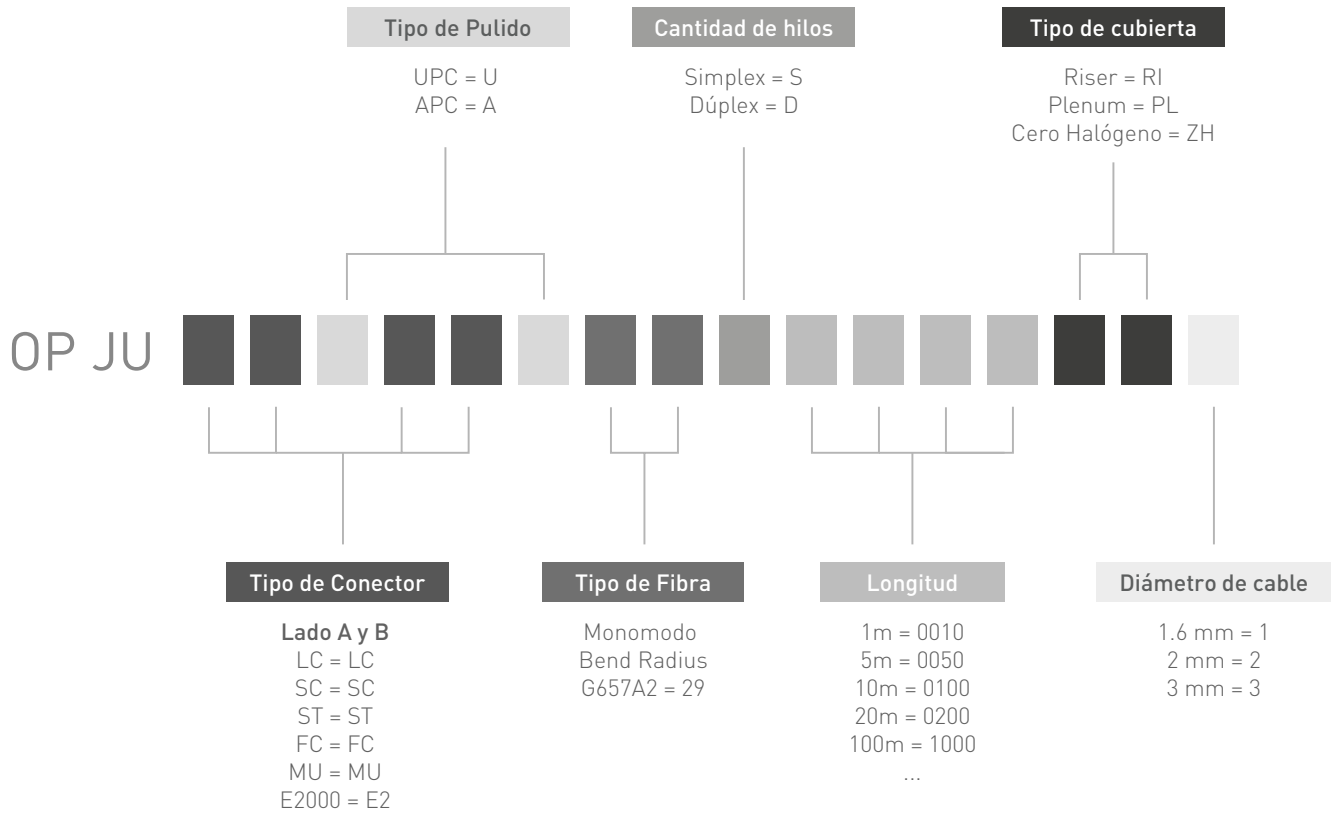 Tipo de Pulido
UPC = U
APC = A
Cantidad de hilos
Simplex = S
Dúplex = D
Tipo de cubierta
Riser = RI
Plenum = PL
Cero Halógeno = ZH
OP JU
Tipo de Conector
Lado A y B
LC = LC
SC = SC
ST = ST
FC = FC
MU = MU
E2000 = E2
Tipo de Fibra
Monomodo
Bend Radius
G657A2 = 29
Longitud
1m = 0010
5m = 0050
10m = 0100
20m = 0200
100m = 1000
...
Diámetro de cable
1.6 mm = 1
2 mm = 2
3 mm = 3